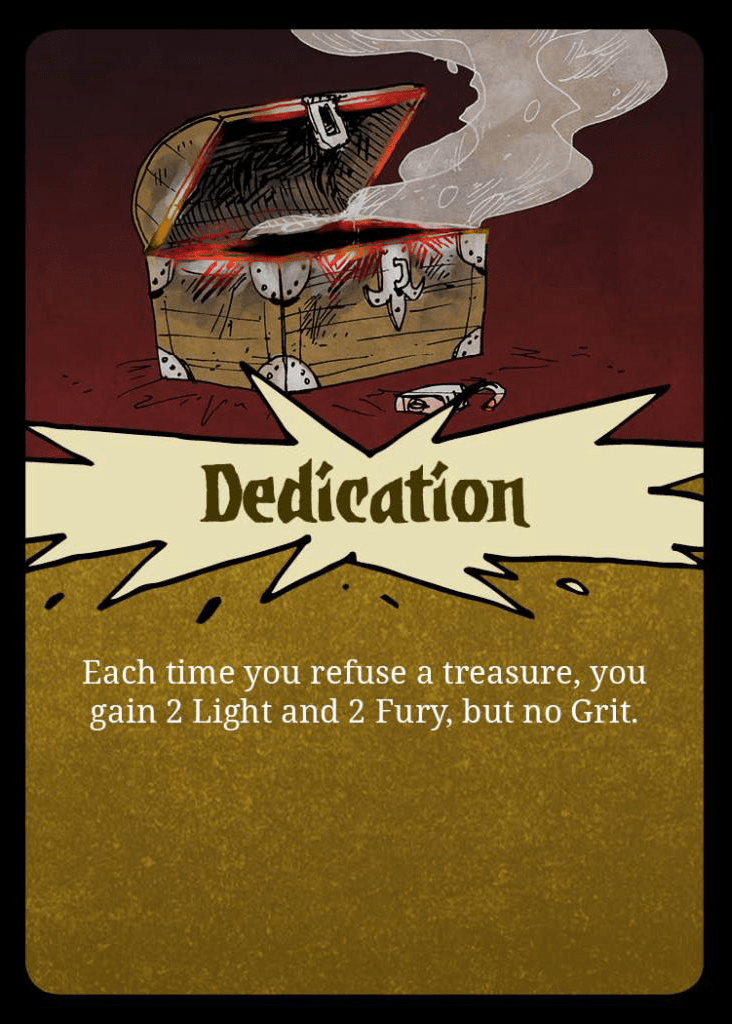 Dedication
Each time you refuse a treasure, you
gain 2 Light and 2 Fury, but no Grit.